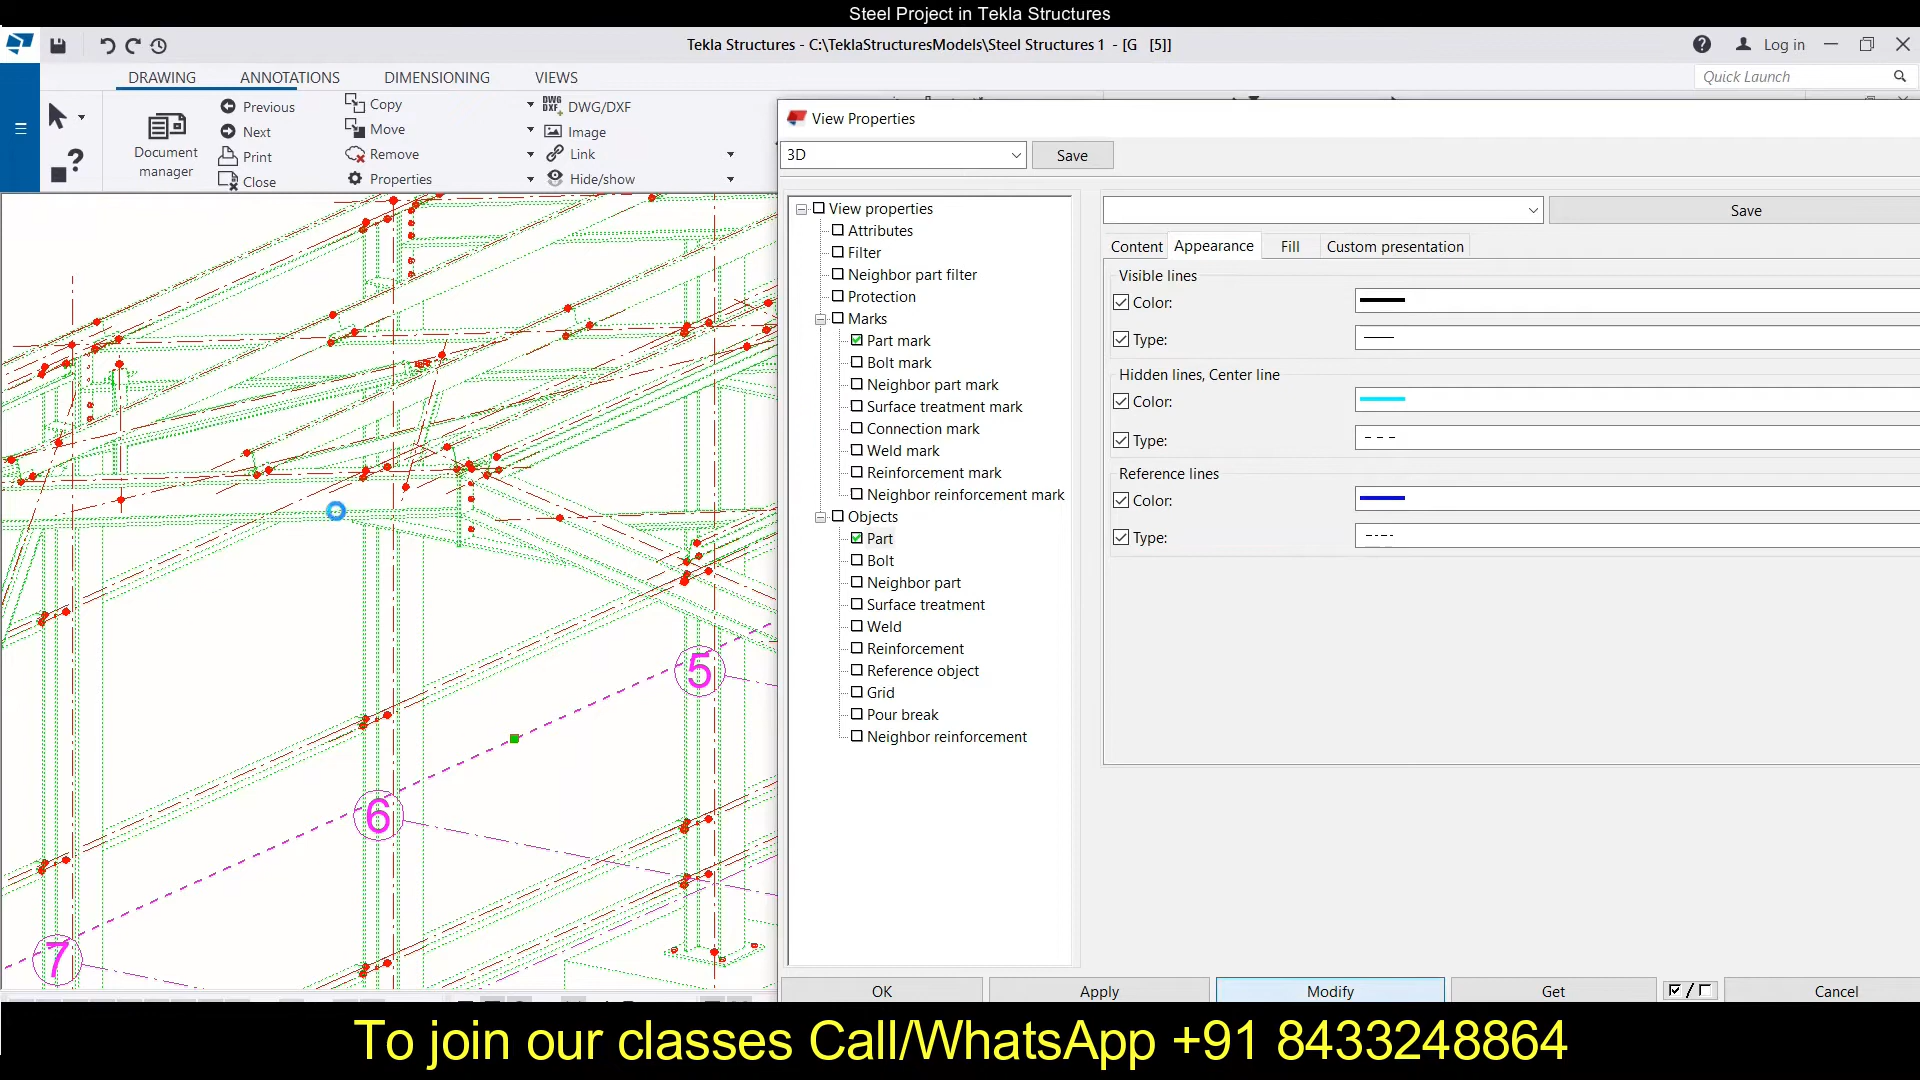 Steel Project in Tekla Structures
Tekla Structures - C:\TeklaStructuresModels\Steel Structures 1 - [G   [5]]
Log in
DRAWING
ANNOTATIONS
DIMENSIONING
VIEWS
Quick Launch
Document manager
Previous
Next
Print
Close
Copy
Move
Remove
Properties
DWG/DXF
Image
Link
Hide/show
View Properties
3D
Save
View properties
Attributes
Filter
Neighbor part filter
Protection
Marks
Part mark
Bolt mark
Neighbor part mark
Surface treatment mark
Connection mark
Weld mark
Reinforcement mark
Neighbor reinforcement mark
Objects
Part
Bolt
Neighbor part
Surface treatment
Weld
Reinforcement
Reference object
Grid
Pour break
Neighbor reinforcement
Save
Content
Appearance
Fill
Custom presentation
Visible lines
Color:
Type:
Hidden lines, Center line
Color:
Type:
Reference lines
Color:
Type:
5
6
7
OK
Apply
Modify
Get
Cancel
To join our classes Call/WhatsApp +91 8433248864